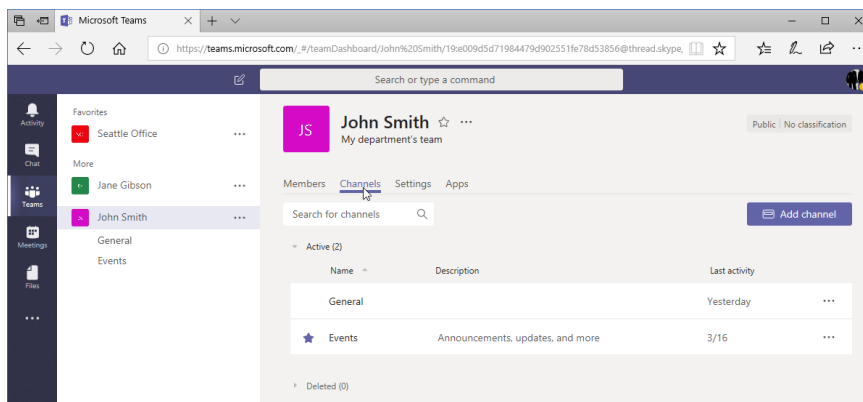 Microsoft Teams
https://teams.microsoft.com/_#/teamDashboard/John%20Smith/19:e009d5d71984479d902551fe78d53856@thread.skype,
Search or type a command
Activity
Chat
Teams
Meetings
Files
Favorites
Seattle Office
More
Jane Gibson
John Smith
General
Events
JS
John Smith
My department's team
Public No classification
Members Channels Settings Apps
Search for channels
Add channel
Active (2)
Name Description Last activity
General Yesterday
Events Announcements, updates, and more 3/16
Deleted (0)